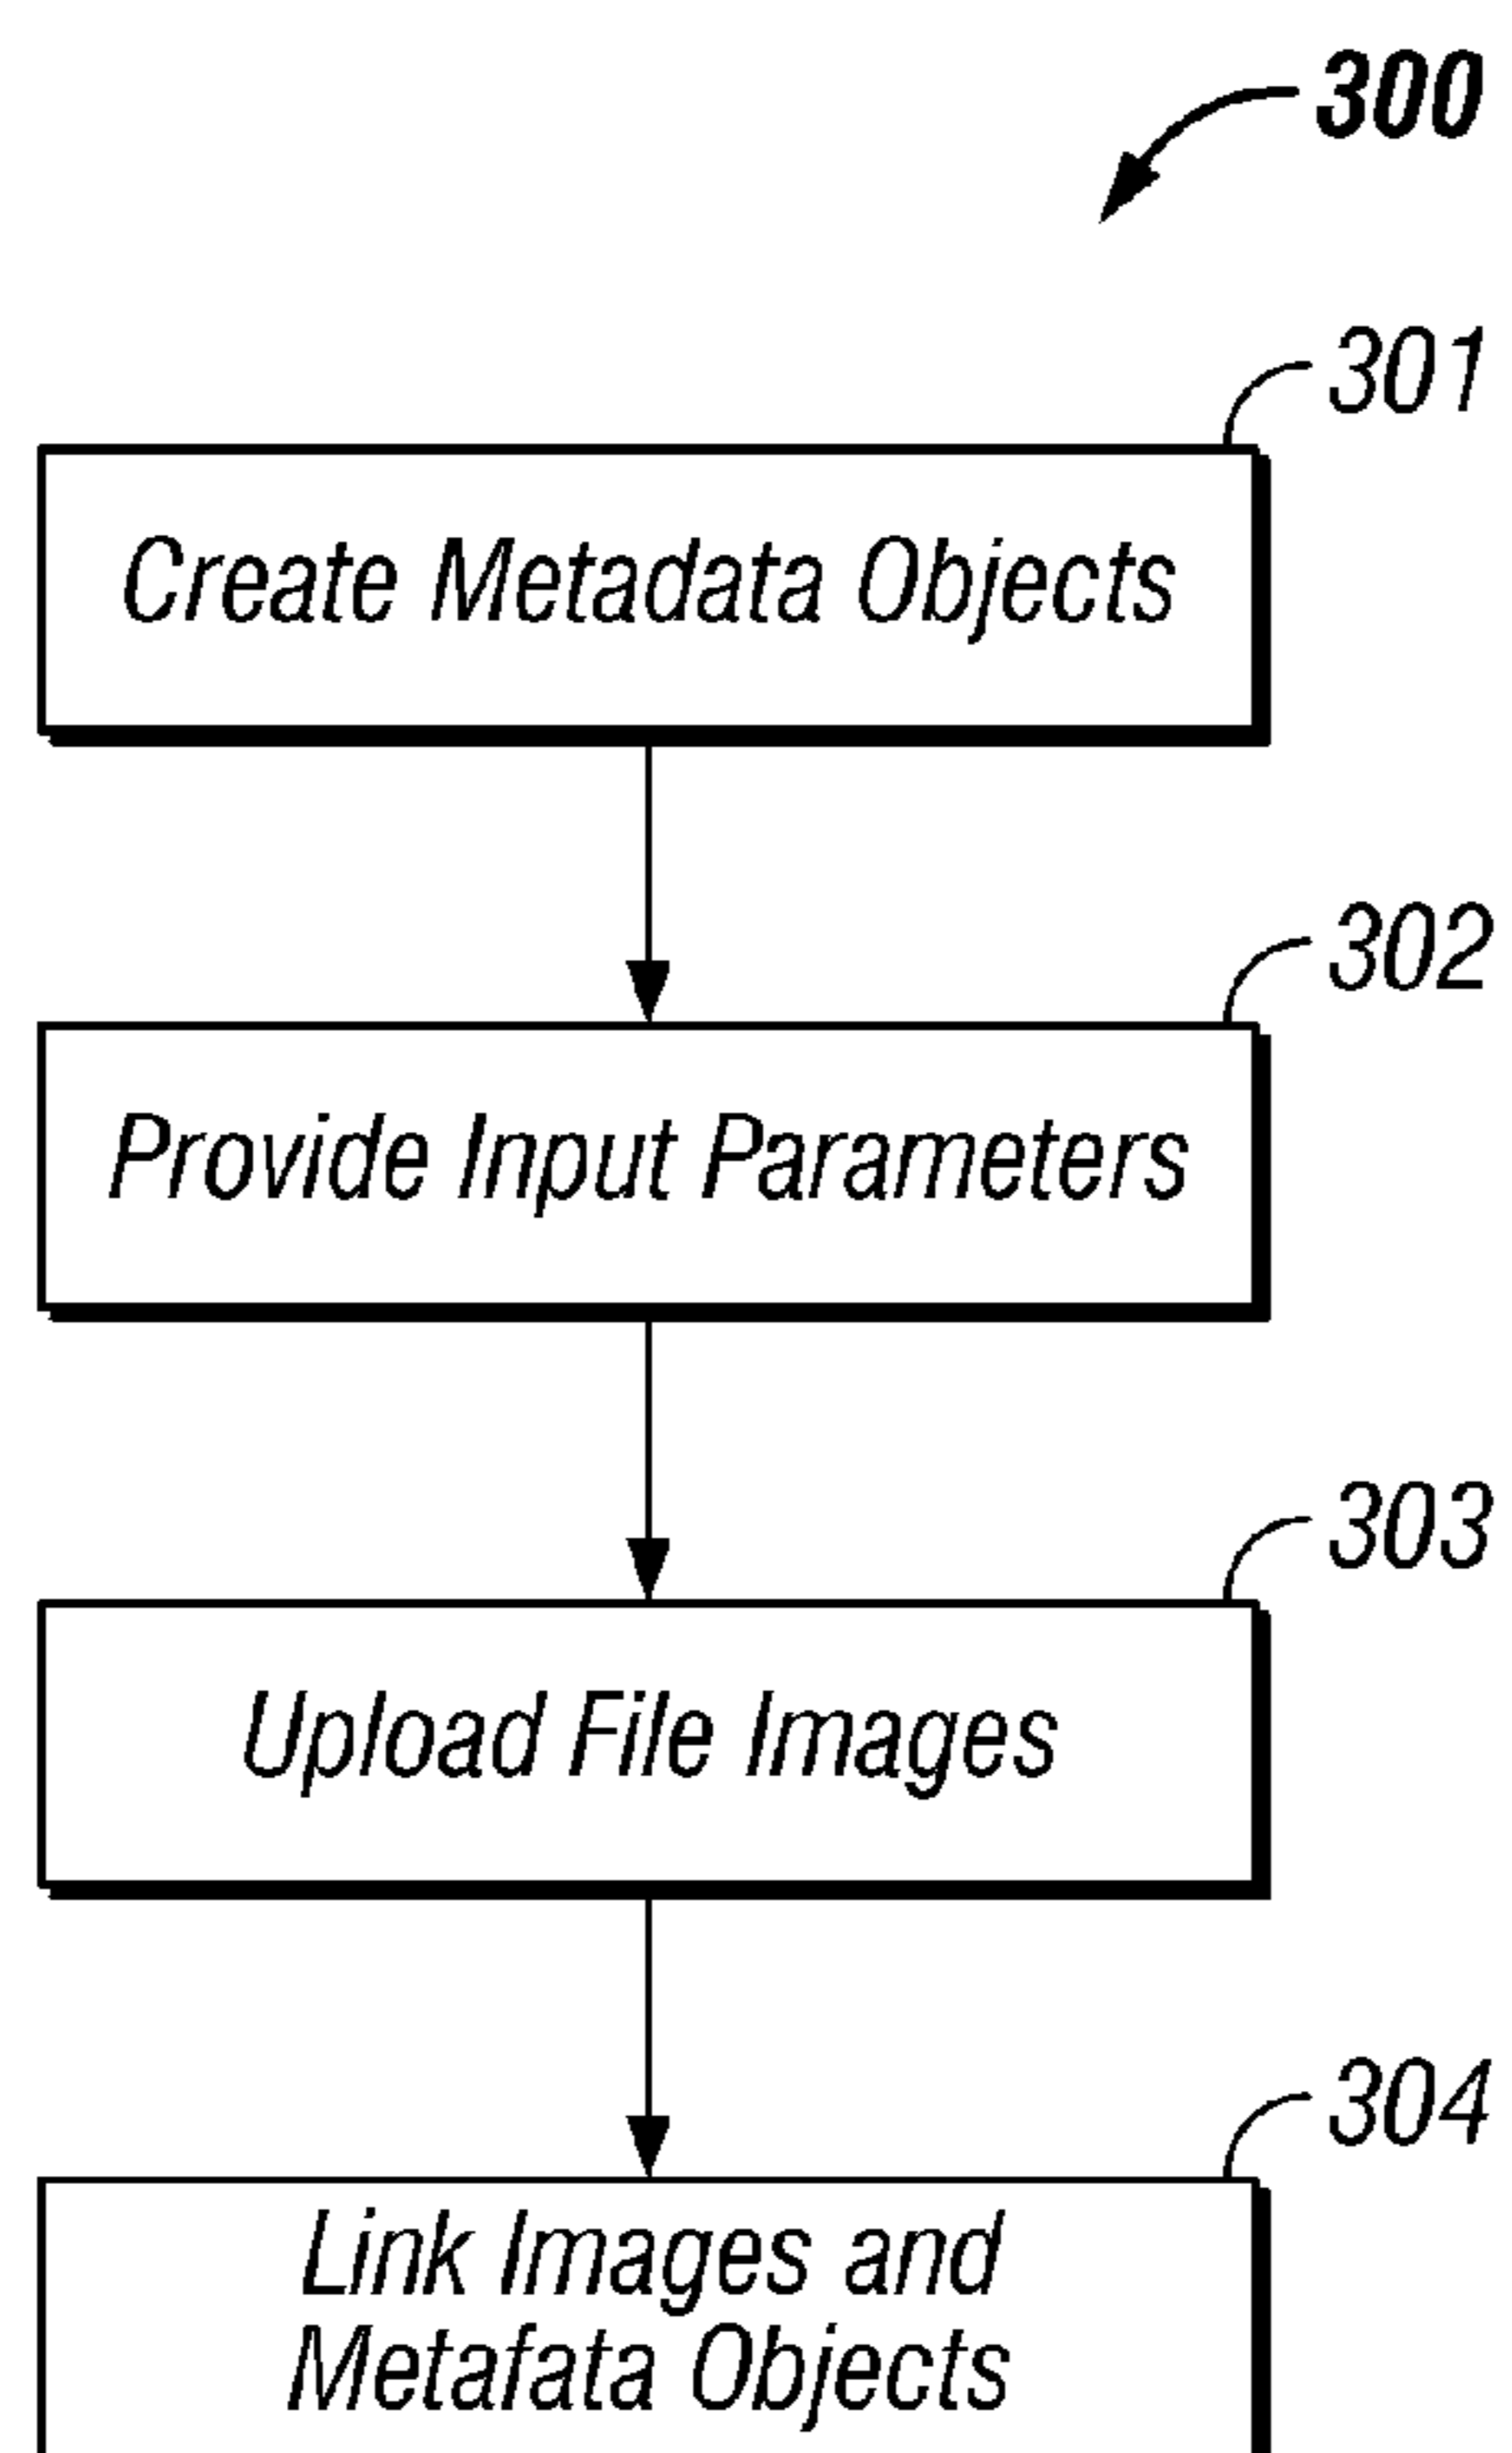 300
301
Create Metadata Objects
302
Provide Input Parameters
303
Upload File Images
304
Link Images and
Metafata Objects